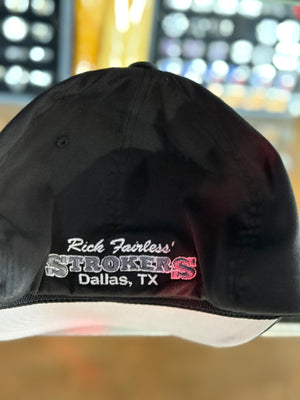 Rick Fairless'
STROKERS
Dallas, TX